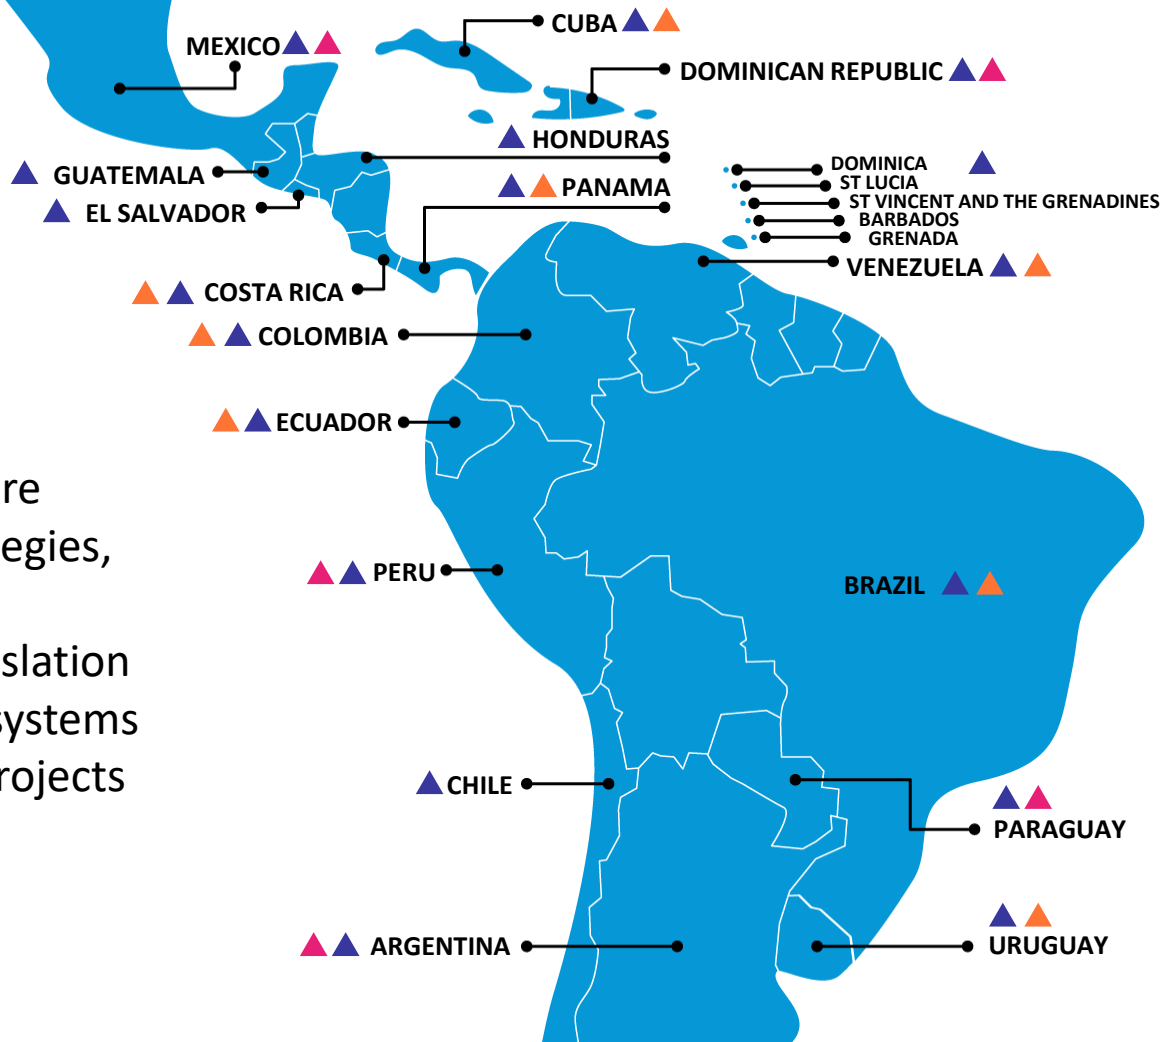 CUBA
MEXICO
DOMINICAN REPUBLIC
HONDURAS
DOMINICA
GUATEMALA
ST LUCIA
PANAMA
ST VINCENT AND THE GRENADINES
EL SALVADOR
BARBADOS
GRENADA
VENEZUELA
COSTA RICA
COLOMBIA
ECUADOR
re
egies,
PERU
BRAZIL
slation
systems
rojects
CHILE
PARAGUAY
ARGENTINA
URUGUAY